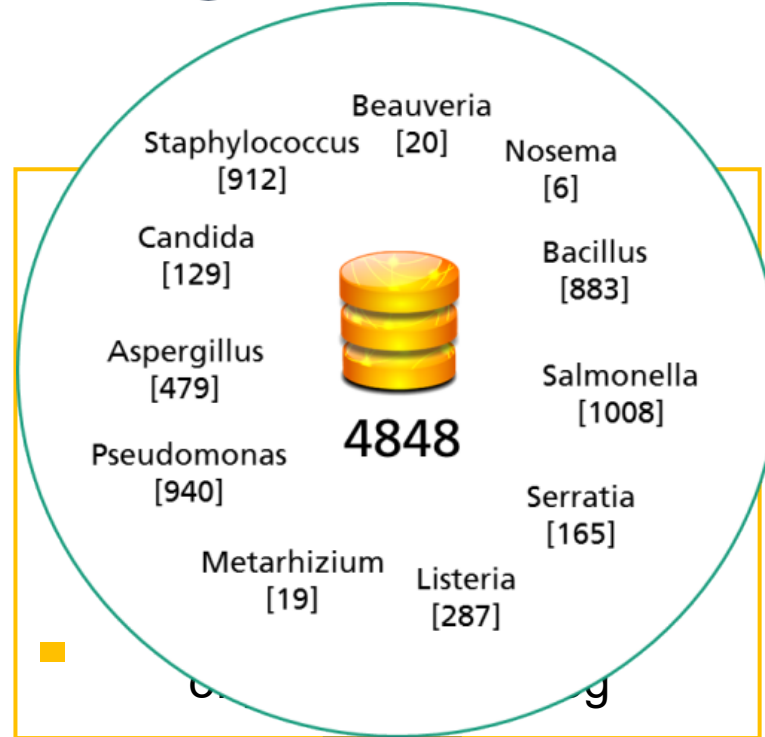 Beauveria
[20]
Staphylococcus
[912]
Nosema
[6]
Candida
[129]
Bacillus
[883]
Aspergillus
[479]
Salmonella
[1008]
4848
Pseudomonas
[940]
Serratia
[165]
Metarhizium
[19]
Listeria
[287]